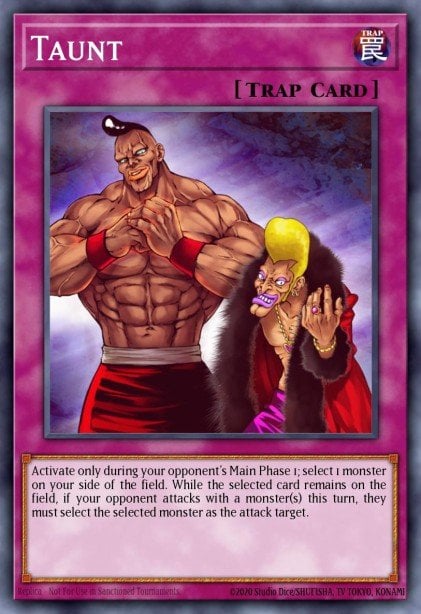 Taunt
TRAP
罠
[Trap Card]
Activate only during your opponent's Main Phase 1; select 1 monster
on your side of the field. While the selected card remains on the
field, if your opponent attacks with a monster(s) this turn, they
must select the selected monster as the attack target.
Replica - Not For Use in Sanctioned Tournaments
©2020 Studio Dice/SHUEISHA, TV TOKYO, KONAMI